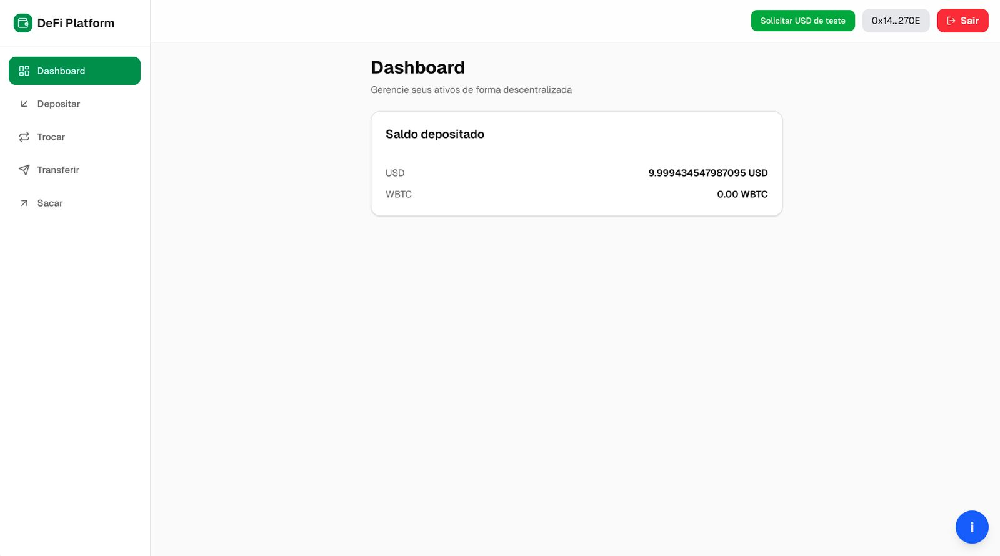 DeFi Platform
Solicitar USD de teste
0x14...270E
Sair
Dashboard
Depositar
Trocar
Transferir
Sacar
Dashboard
Gerencie seus ativos de forma descentralizada
Saldo depositado
USD 9.999434547987095 USD
WBTC 0.00 WBTC
i